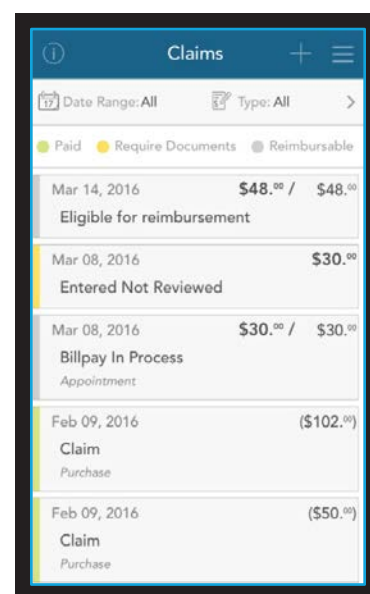 Claims
17 Date Range: All Type: All
Paid Require Documents Reimbursable
Mar 14, 2016 $48.00 / $48.00
Eligible for reimbursement
Mar 08, 2016 $30.00
Entered Not Reviewed
Mar 08, 2016 $30.00 / $30.00
Billpay In Process
Appointment
Feb 09, 2016 ($102.00)
Claim
Purchase
Feb 09, 2016 ($50.00)
Claim
Purchase